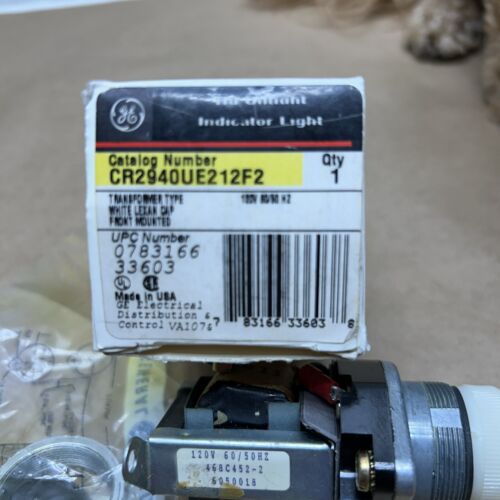 GE
Indicator Light
Catalog Number
CR2940UE212F2
Qty
1
TRANSFORMER TYPE
120V 60/50 HZ
WHITE LEXAN CAP
FRONT MOUNTED
UPC Number
0783166
33603
Made in USA
GE Electrical
Distribution &
Control VA107
7 83166 33603 8
120V 60/50HZ
468C452-2
6050018